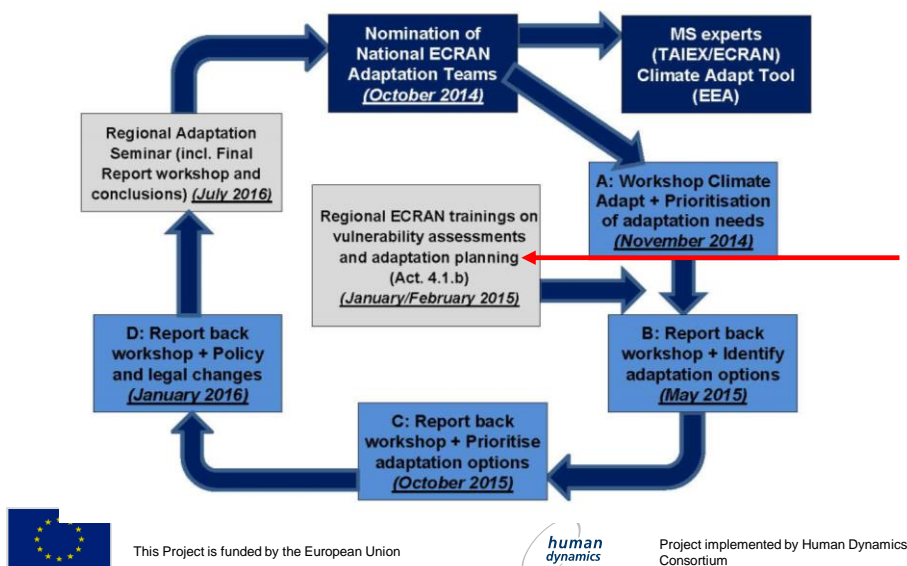 Nomination of
National ECRAN
Adaptation Teams
(October 2014)
MS experts
(TAIEX/ECRAN)
Climate Adapt Tool
(EEA)
Regional Adaptation
Seminar (incl. Final
Report workshop and
conclusions) (July 2016)
A: Workshop Climate
Adapt + Prioritisation
of adaptation needs
(November 2014)
Regional ECRAN trainings on
vulnerability assessments
and adaptation planning
(Act. 4.1.b)
(January/February 2015)
D: Report back
workshop + Policy
and legal changes
(January 2016)
B: Report back
workshop + Identify
adaptation options
(May 2015)
C: Report back
workshop + Prioritise
adaptation options
(October 2015)
This Project is funded by the European Union
human
dynamics
Project implemented by Human Dynamics
Consortium